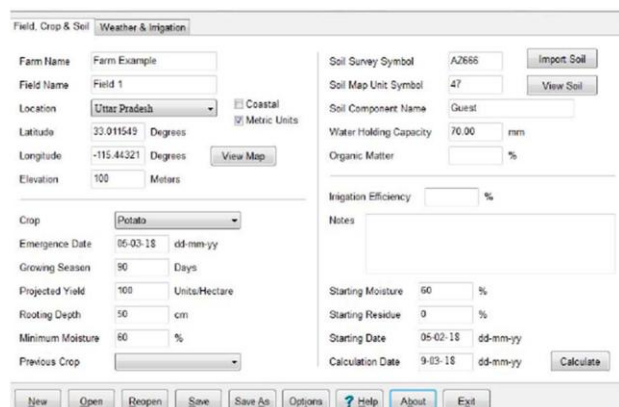 Field, Crop & Soil Weather & Irrigation
Farm Name Farm Example
Field Name Field 1
Location Uttar Pradesh Coastal
Metric Units
Latitude 33.011549 Degrees
Longitude -115.44321 Degrees View Map
Elevation 100 Meters
Crop Potato
Emergence Date 05-03-18 dd-mm-yy
Growing Season 90 Days
Projected Yield 100 Units/Hectare
Rooting Depth 50 cm
Minimum Moisture 60 %
Previous Crop
Soil Survey Symbol AZ666 Import Soil
Soil Map Unit Symbol 47 View Soil
Soil Component Name Guest
Water Holding Capacity 70.00 mm
Organic Matter %
Irrigation Efficiency %
Notes
Starting Moisture 60 %
Starting Residue 0 %
Starting Date 05-02-18 dd-mm-yy
Calculation Date 9-03-18 dd-mm-yy Calculate
New Open Reopen Save Save As Options ? Help About Exit